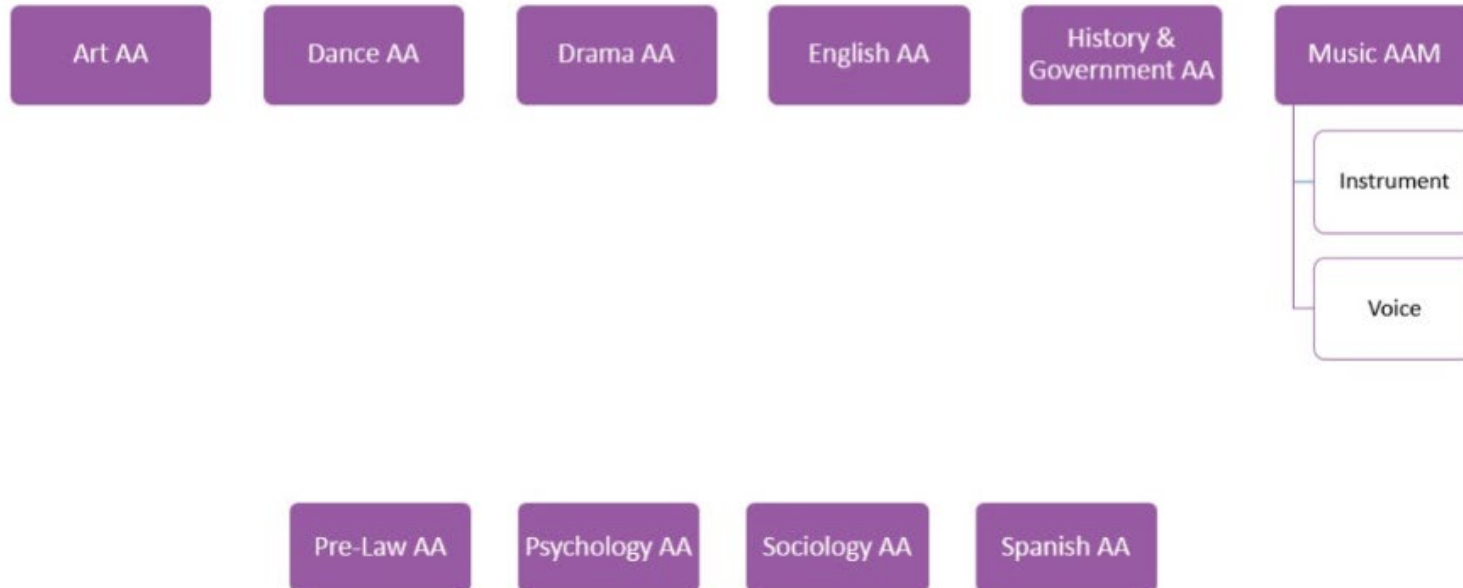 Art AA
Dance AA
Drama AA
English AA
History &
Government AA
Music AAM
Instrument
Voice
Pre-Law AA
Psychology AA
Sociology AA
Spanish AA